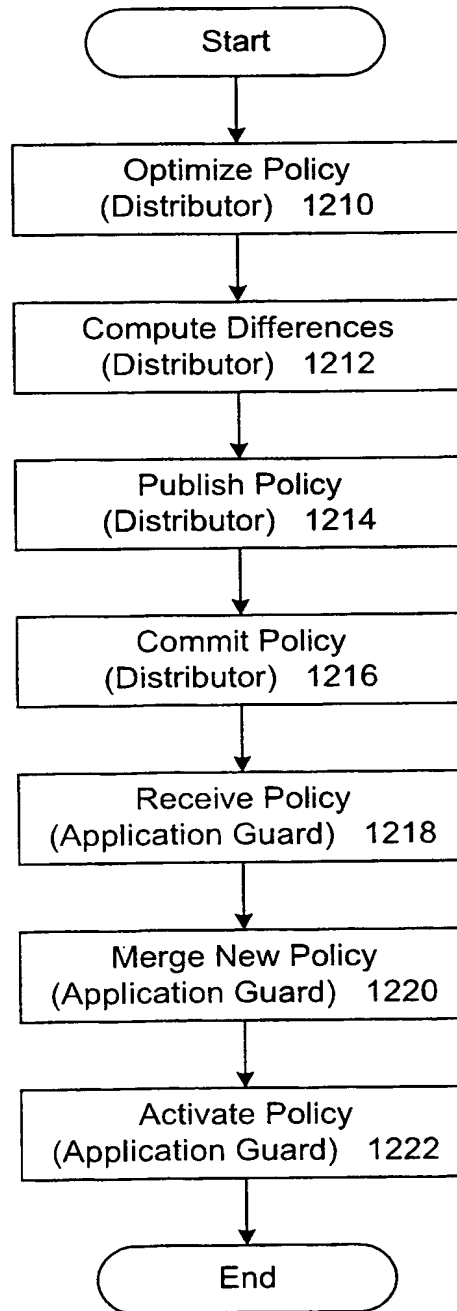 Start
Optimize Policy
(Distributor) 1210
Compute Differences
(Distributor) 1212
Publish Policy
(Distributor) 1214
Commit Policy
(Distributor) 1216
Receive Policy
(Application Guard) 1218
Merge New Policy
(Application Guard) 1220
Activate Policy
(Application Guard) 1222
End